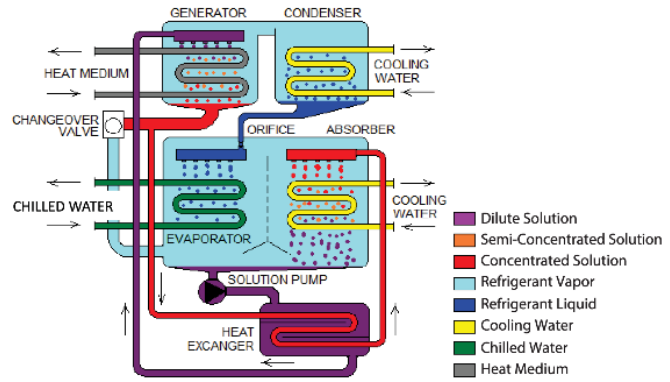 GENERATOR
CONDENSER
HEAT MEDIUM
COOLING
WATER
CHANGEOVER
VALVE
ORIFICE
ABSORBER
CHILLED WATER
COOLING
WATER
EVAPORATOR
SOLUTION PUMP
HEAT
EXCANGER
Dilute Solution
Semi-Concentrated Solution
Concentrated Solution
Refrigerant Vapor
Refrigerant Liquid
Cooling Water
Chilled Water
Heat Medium